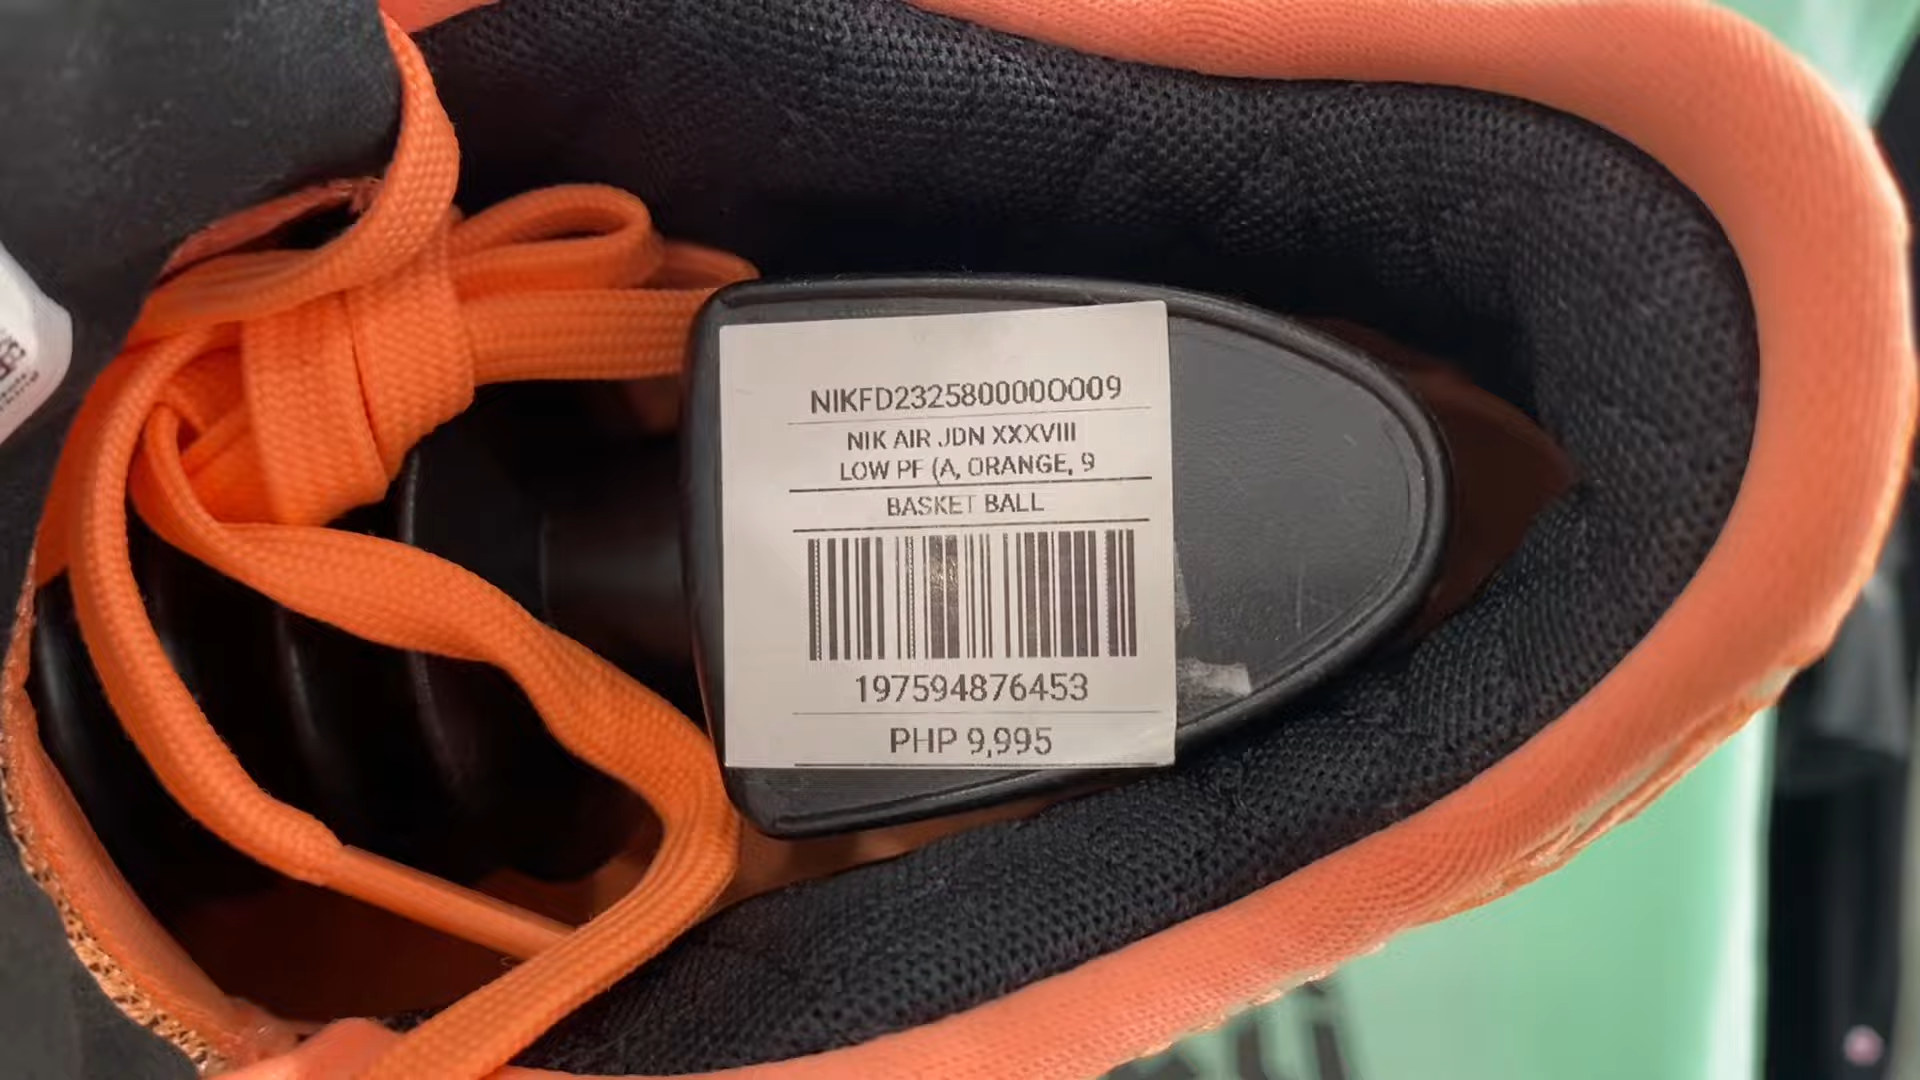 NIKFD2325800000009
NIK AIR JDN XXXVIII
LOW PF (A, ORANGE, 9
BASKET BALL
197594876453
PHP 9,995